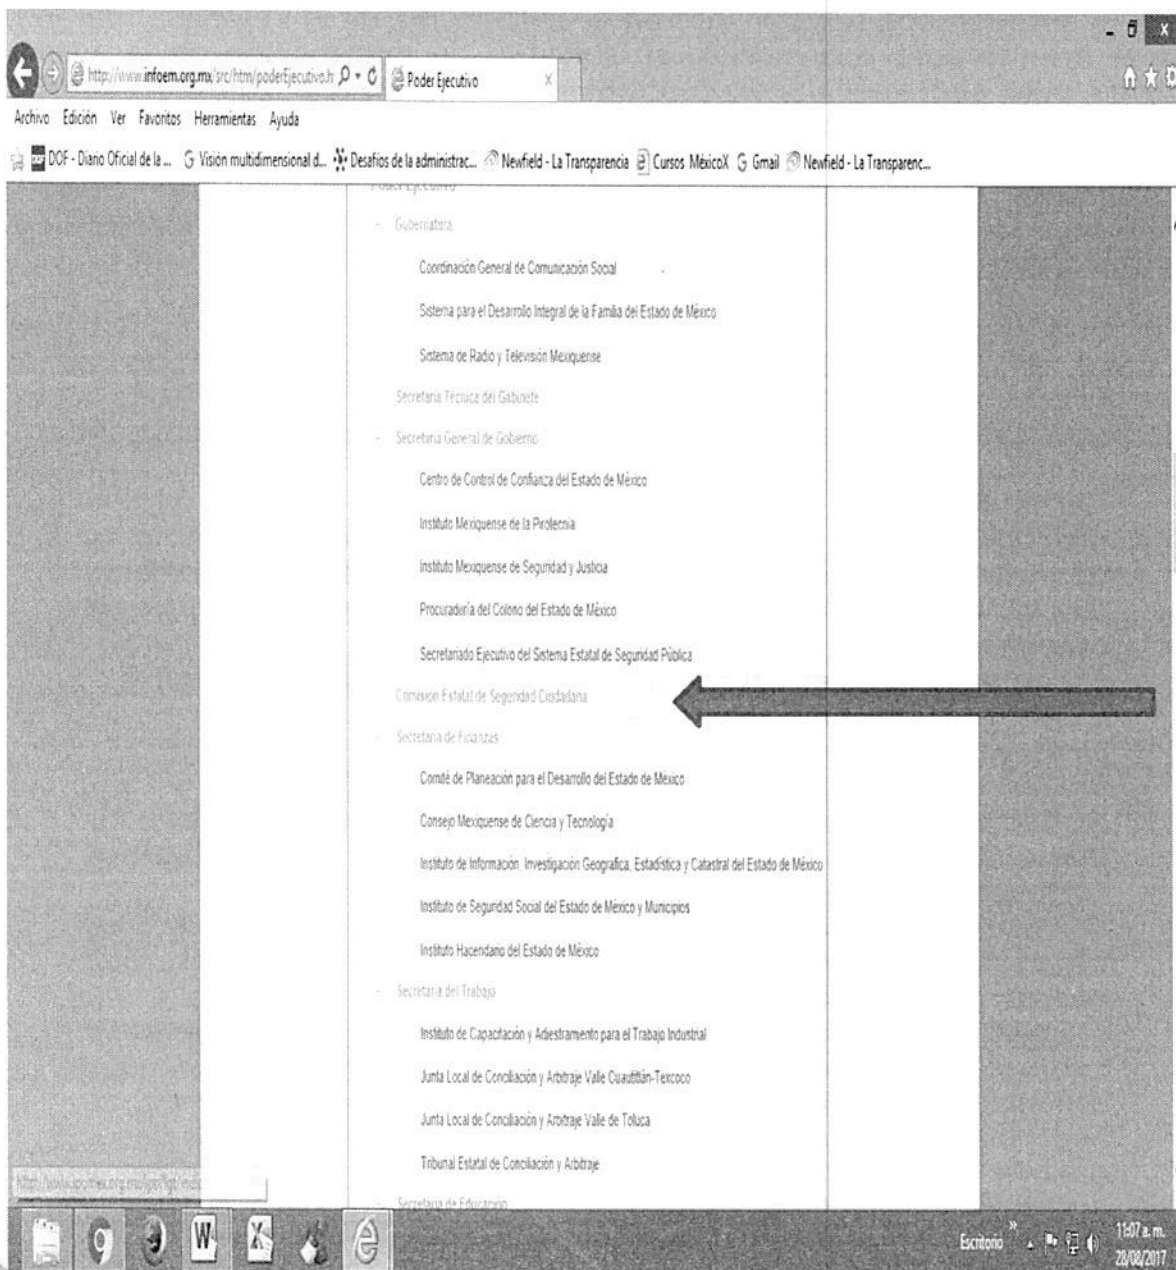 http://www.infoem.org.mx/src/htm/poderEjecutivo.h
Poder Ejecutivo
Archivo Edición Ver Favoritos Herramientas Ayuda
DOF - Diario Oficial de la ... Visión multidimensional d... Desafíos de la administrac... Newfield - La Transparencia Cursos MéxicoX Gmail Newfield - La Transparenc...
Poder Ejecutivo
- Gubernatura
Coordinación General de Comunicación Social
Sistema para el Desarrollo Integral de la Familia del Estado de México
Sistema de Radio y Televisión Mexiquense
Secretaría Técnica del Gabinete
- Secretaría General de Gobierno
Centro de Control de Confianza del Estado de México
Instituto Mexiquense de la Pirotecnia
Instituto Mexiquense de Seguridad y Justicia
Procuraderí'a del Colono del Estado de México
Secretariado Ejecutivo del Sistema Estatal de Seguridad Pública
Comisión Estatal de Seguridad Ciudadana
- Secretaría de Finanzas
Comité de Planeación para el Desarrollo del Estado de México
Consejo Mexiquense de Ciencia y Tecnologí'a
Instituto de Información, Investigación Geográfica, Estadística y Catastral del Estado de México
Instituto de Seguridad Social del Estado de México y Municipios
Instituto Hacendario del Estado de México
- Secretaría del Trabajo
Instituto de Capacitación y Adiestramiento para el Trabajo Industrial
Junta Local de Conciliación y Arbitraje Valle Cuautitlán-Texcoco
Junta Local de Conciliación y Arbitraje Valle de Toluca
Tribunal Estatal de Conciliación y Arbitraje
- Secretaría de Educación
Escritorio
11:07 a. m.
28/08/2017